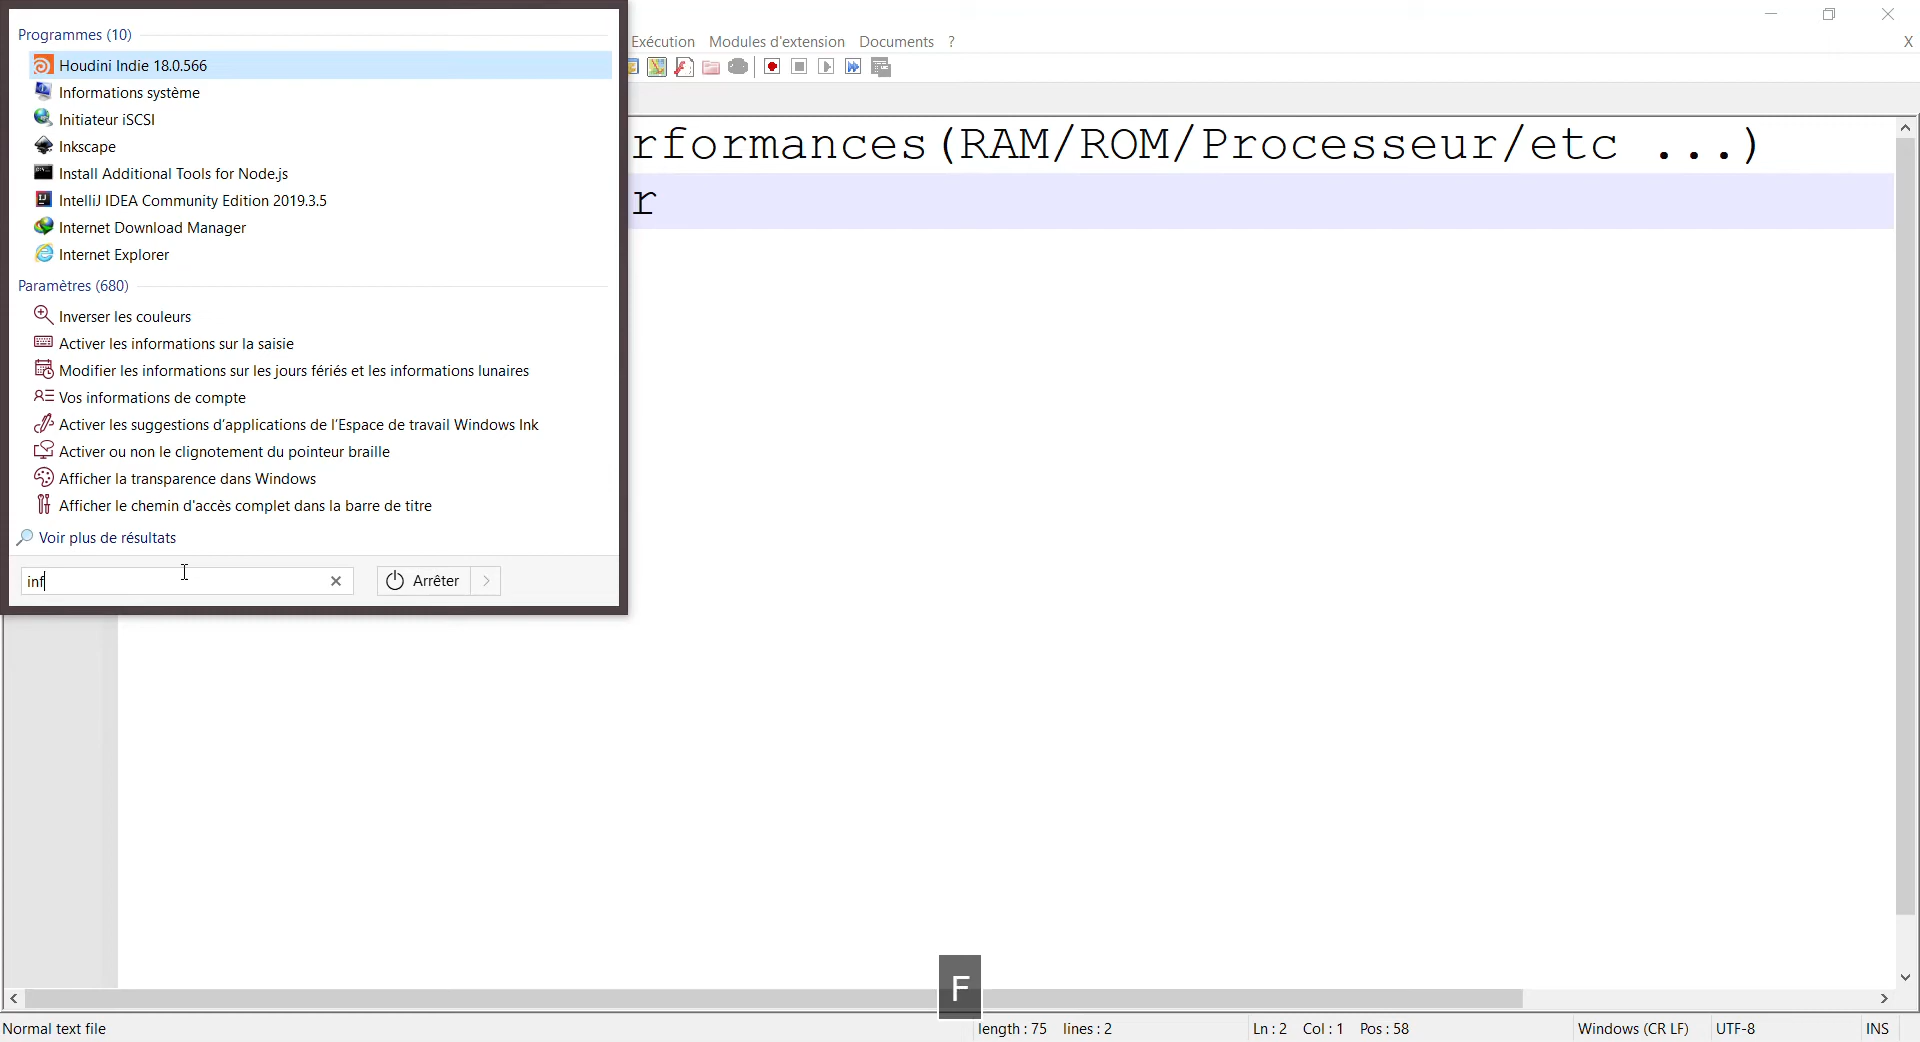 Programmes (10)
Houdini Indie 18.0.566
Informations système
Initiateur iSCSI
Inkscape
Install Additional Tools for Node.js
IntelliJ IDEA Community Edition 2019.3.5
Internet Download Manager
Internet Explorer
Paramètres (680)
Inverser les couleurs
Activer les informations sur la saisie
Modifier les informations sur les jours fériés et les informations lunaires
Vos informations de compte
Activer les suggestions d'applications de l'Espace de travail Windows Ink
Activer ou non le clignotement du pointeur braille
Afficher la transparence dans Windows
Afficher le chemin d'accès complet dans la barre de titre
Voir plus de résultats
inf
Arrêter
Exécution Modules d'extension Documents ? X
rformances(RAM/ROM/Processeur/etc ...)
r
F
Normal text file length : 75 lines : 2 Ln : 2 Col : 1 Pos : 58 Windows (CR LF) UTF-8 INS